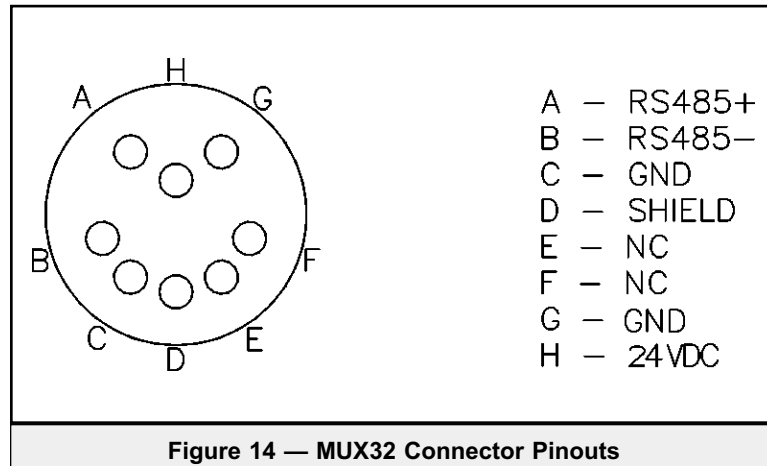 H
A
G
B
F
C
E
D
A – RS485+
B – RS485–
C – GND
D – SHIELD
E – NC
F – NC
G – GND
H – 24VDC
Figure 14 — MUX32 Connector Pinouts